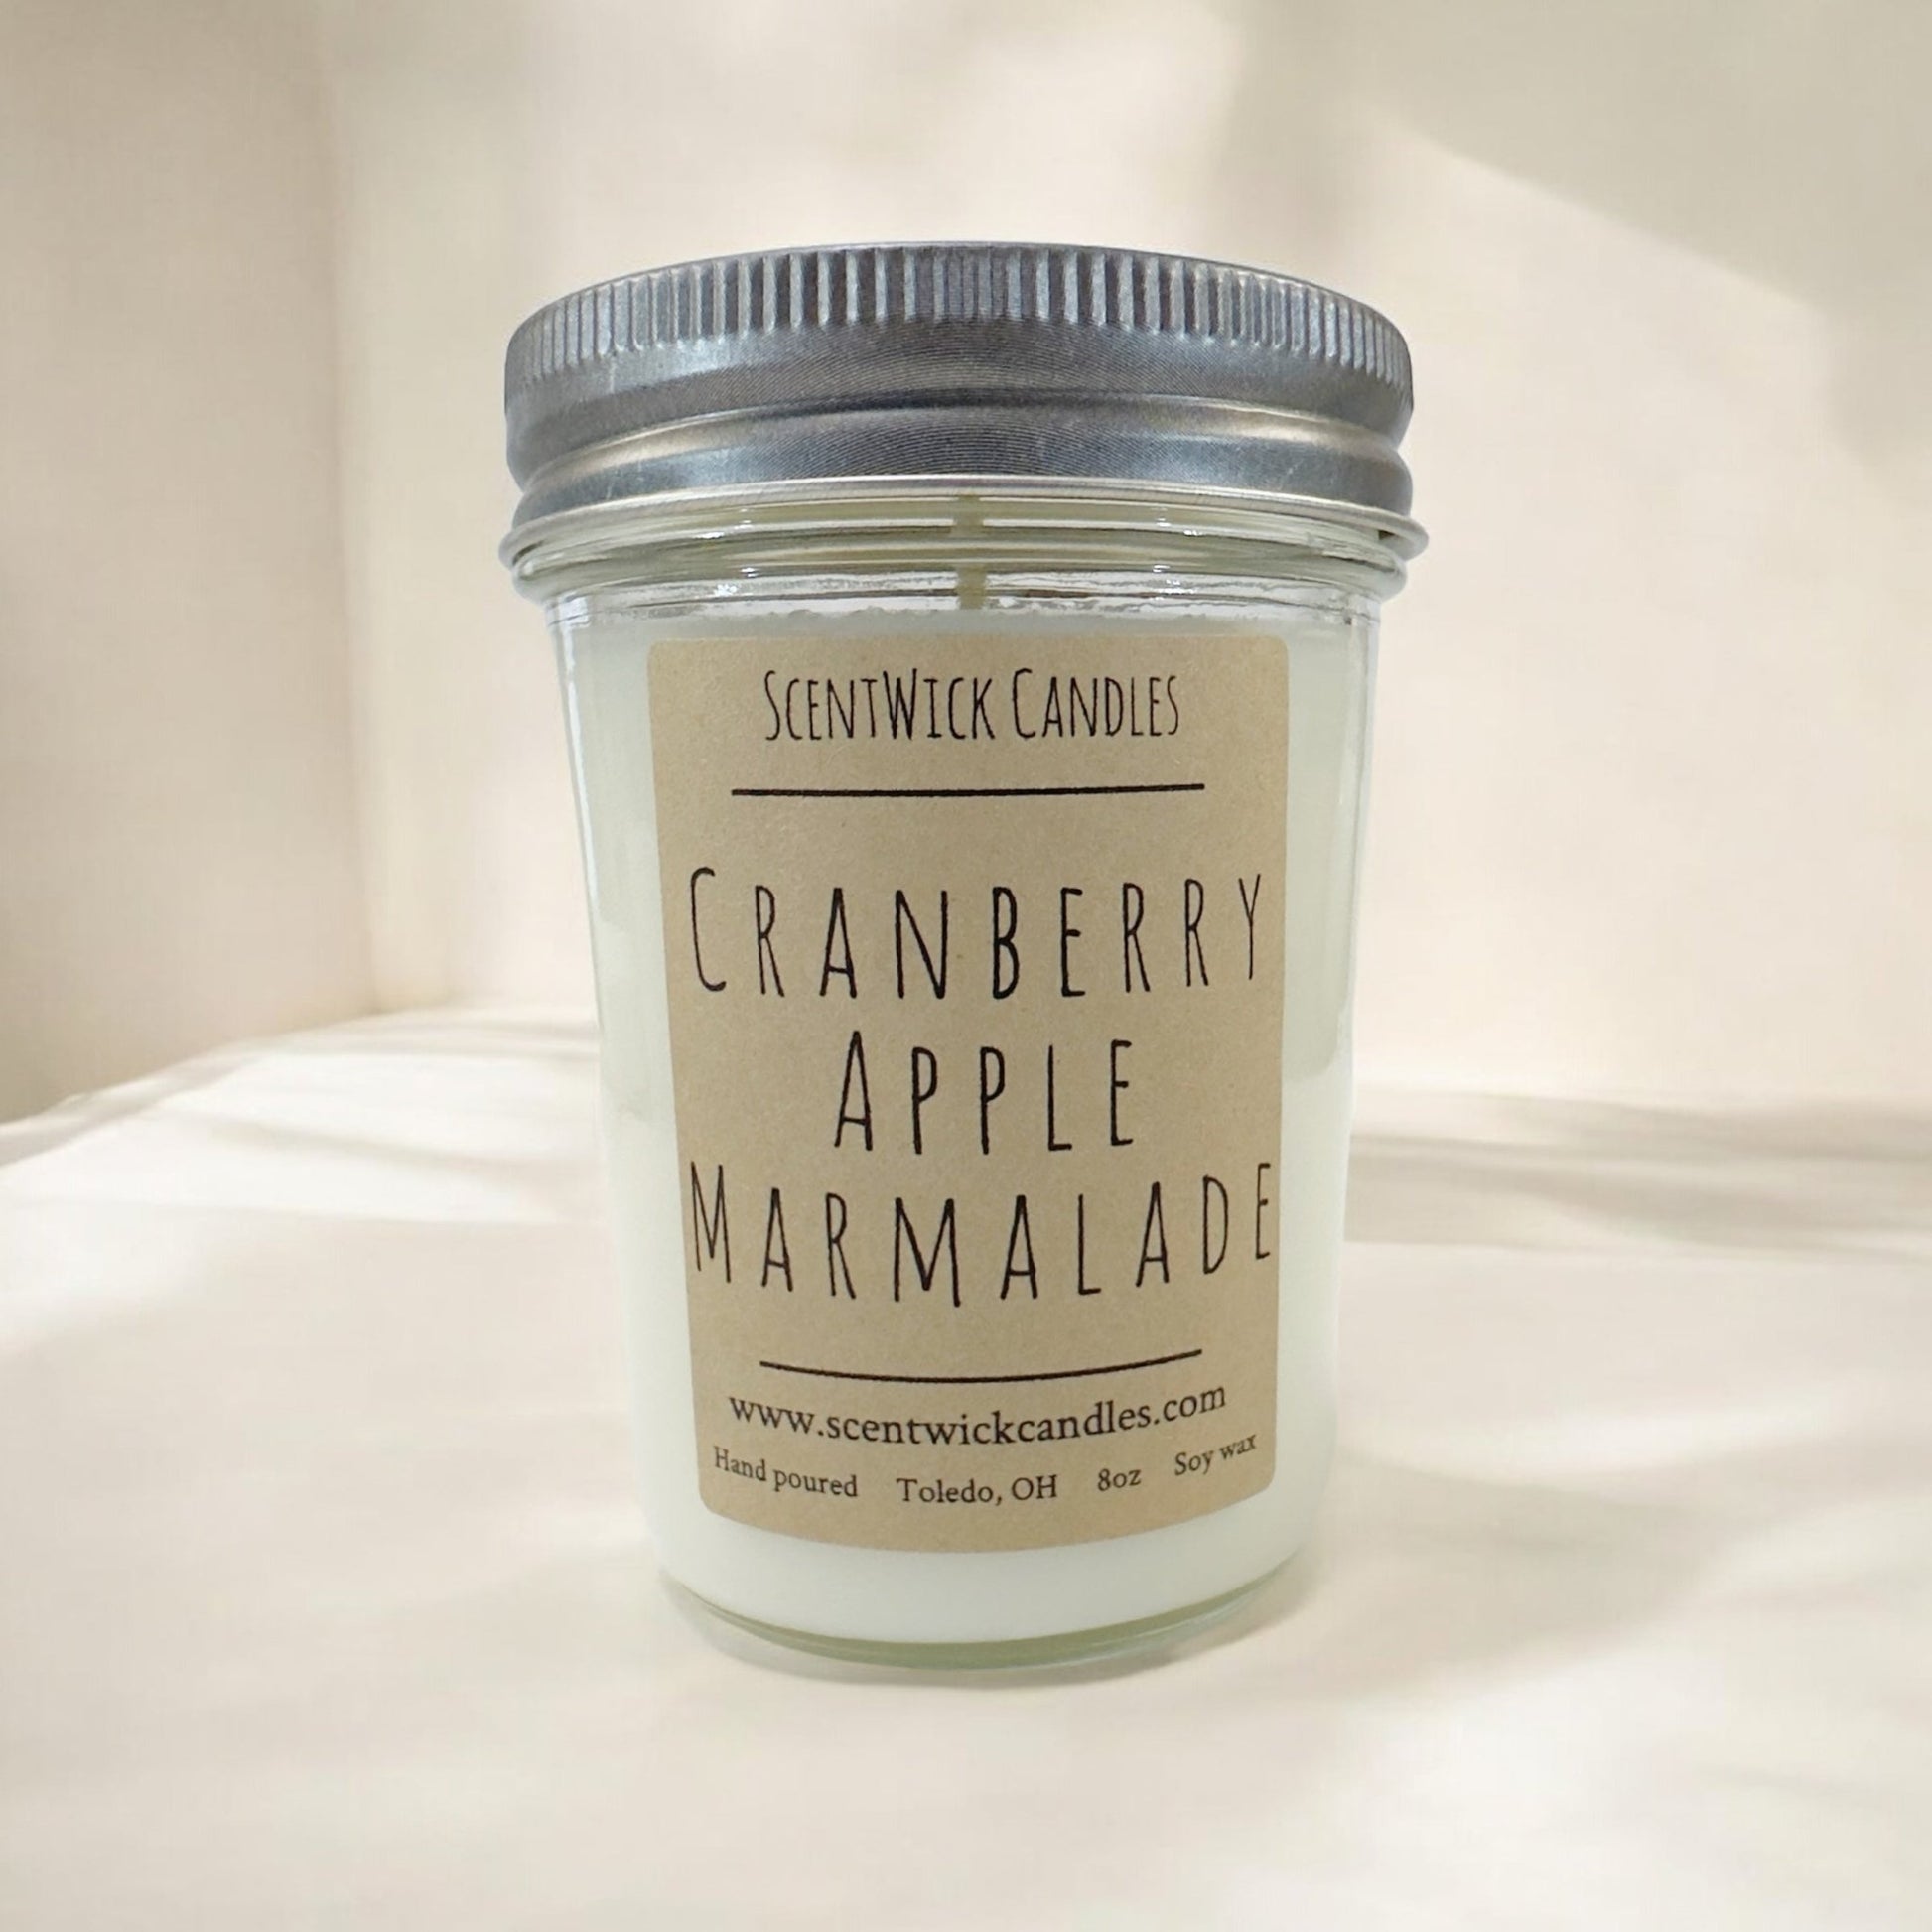 ScentWick Candles
Cranberry
Apple
Marmalade
www.scentwickcandles.com
Hand poured Toledo, OH 8oz Soy wax